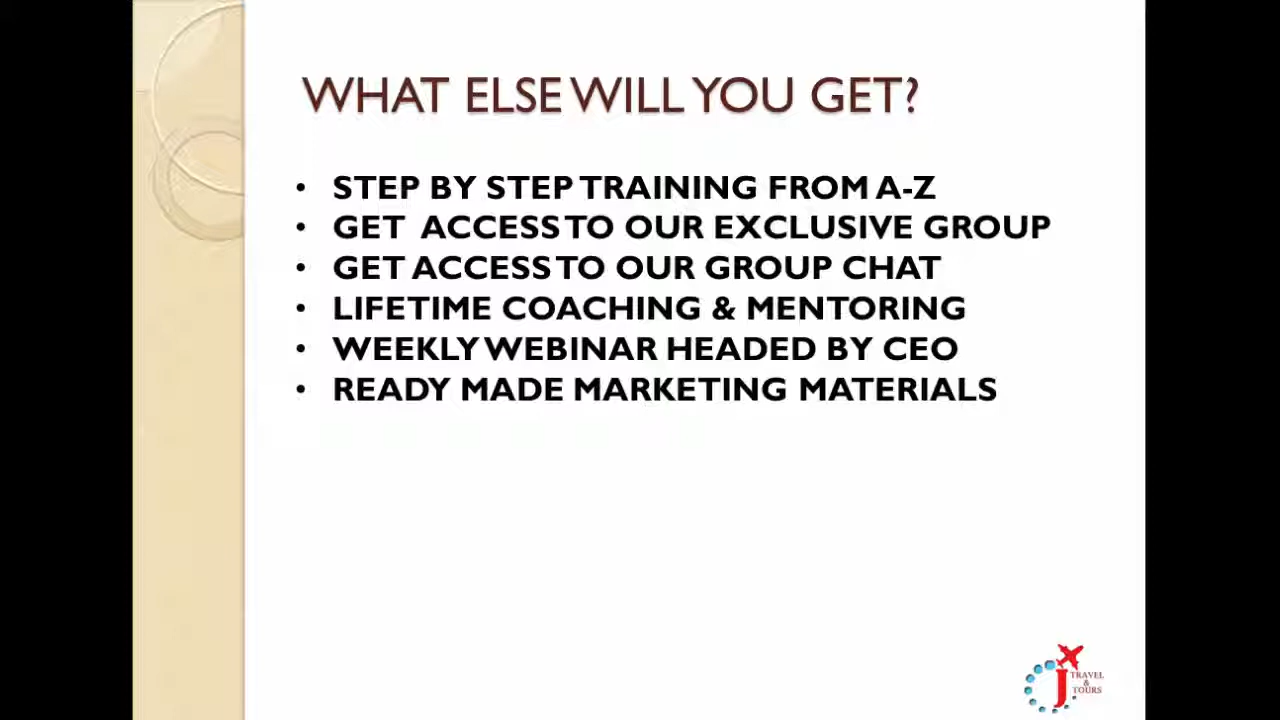 WHAT ELSE WILL YOU GET?
• STEP BY STEP TRAINING FROM A-Z
• GET ACCESS TO OUR EXCLUSIVE GROUP
• GET ACCESS TO OUR GROUP CHAT
• LIFETIME COACHING & MENTORING
• WEEKLY WEBINAR HEADED BY CEO
• READY MADE MARKETING MATERIALS
J
TRAVEL
&
TOURS